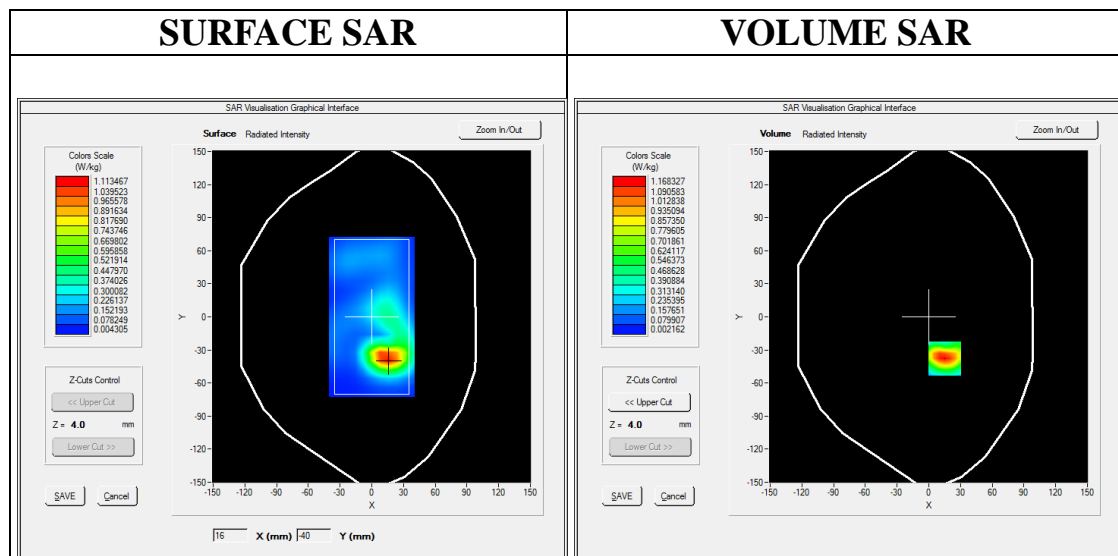 SURFACE SAR
SAR Visualisation Graphical Interface
Surface Radiated Intensity
Zoom In/Out
Colors Scale
(W/kg)
1.113467
1.039523
0.965578
0.891634
0.817690
0.743746
0.669802
0.595858
0.521914
0.447970
0.374026
0.300082
0.226137
0.152193
0.078249
0.004305
Z-Cuts Control
<< Upper Cut
Z = 4.0 mm
Lower Cut >>
SAVE Cancel
150
120
90
60
30
0
-30
-60
-90
-120
-150
Y
-150 -120 -90 -60 -30 0 30 60 90 120 150
X
16 X (mm) -40 Y (mm)
VOLUME SAR
SAR Visualisation Graphical Interface
Volume Radiated Intensity
Zoom In/Out
Colors Scale
(W/kg)
1.168327
1.090583
1.012838
0.935094
0.857350
0.779605
0.701861
0.624117
0.546373
0.468628
0.390884
0.313140
0.235395
0.157651
0.079907
0.002162
Z-Cuts Control
<< Upper Cut
Z = 4.0 mm
Lower Cut >>
SAVE Cancel
150
120
90
60
30
0
-30
-60
-90
-120
-150
Y
-150 -120 -90 -60 -30 0 30 60 90 120 150
X